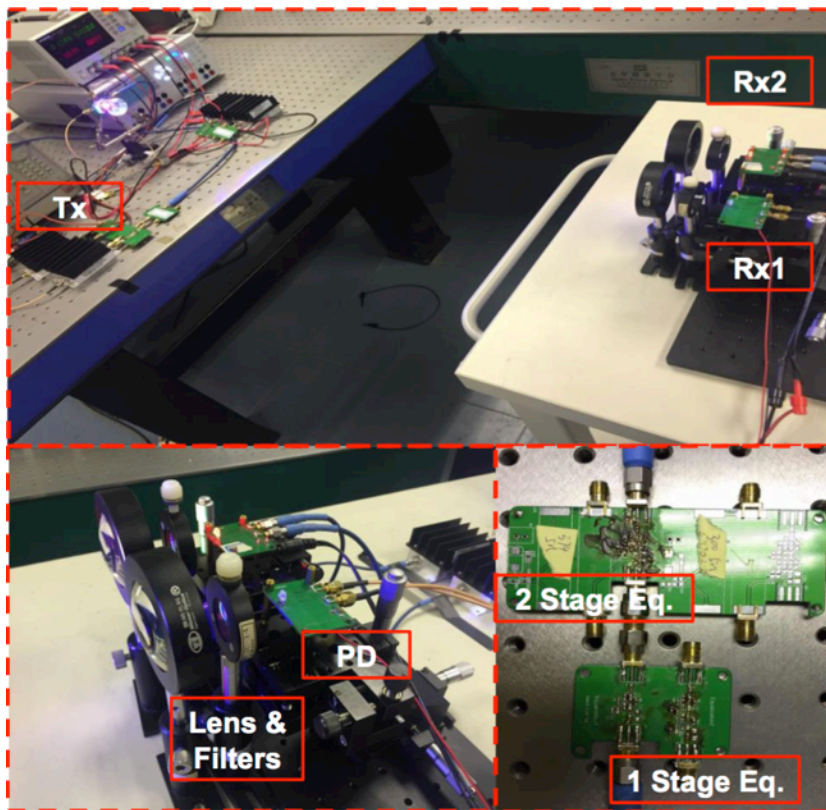 Rx2
Tx
Rx1
2 Stage Eq.
PD
Lens &
Filters
1 Stage Eq.